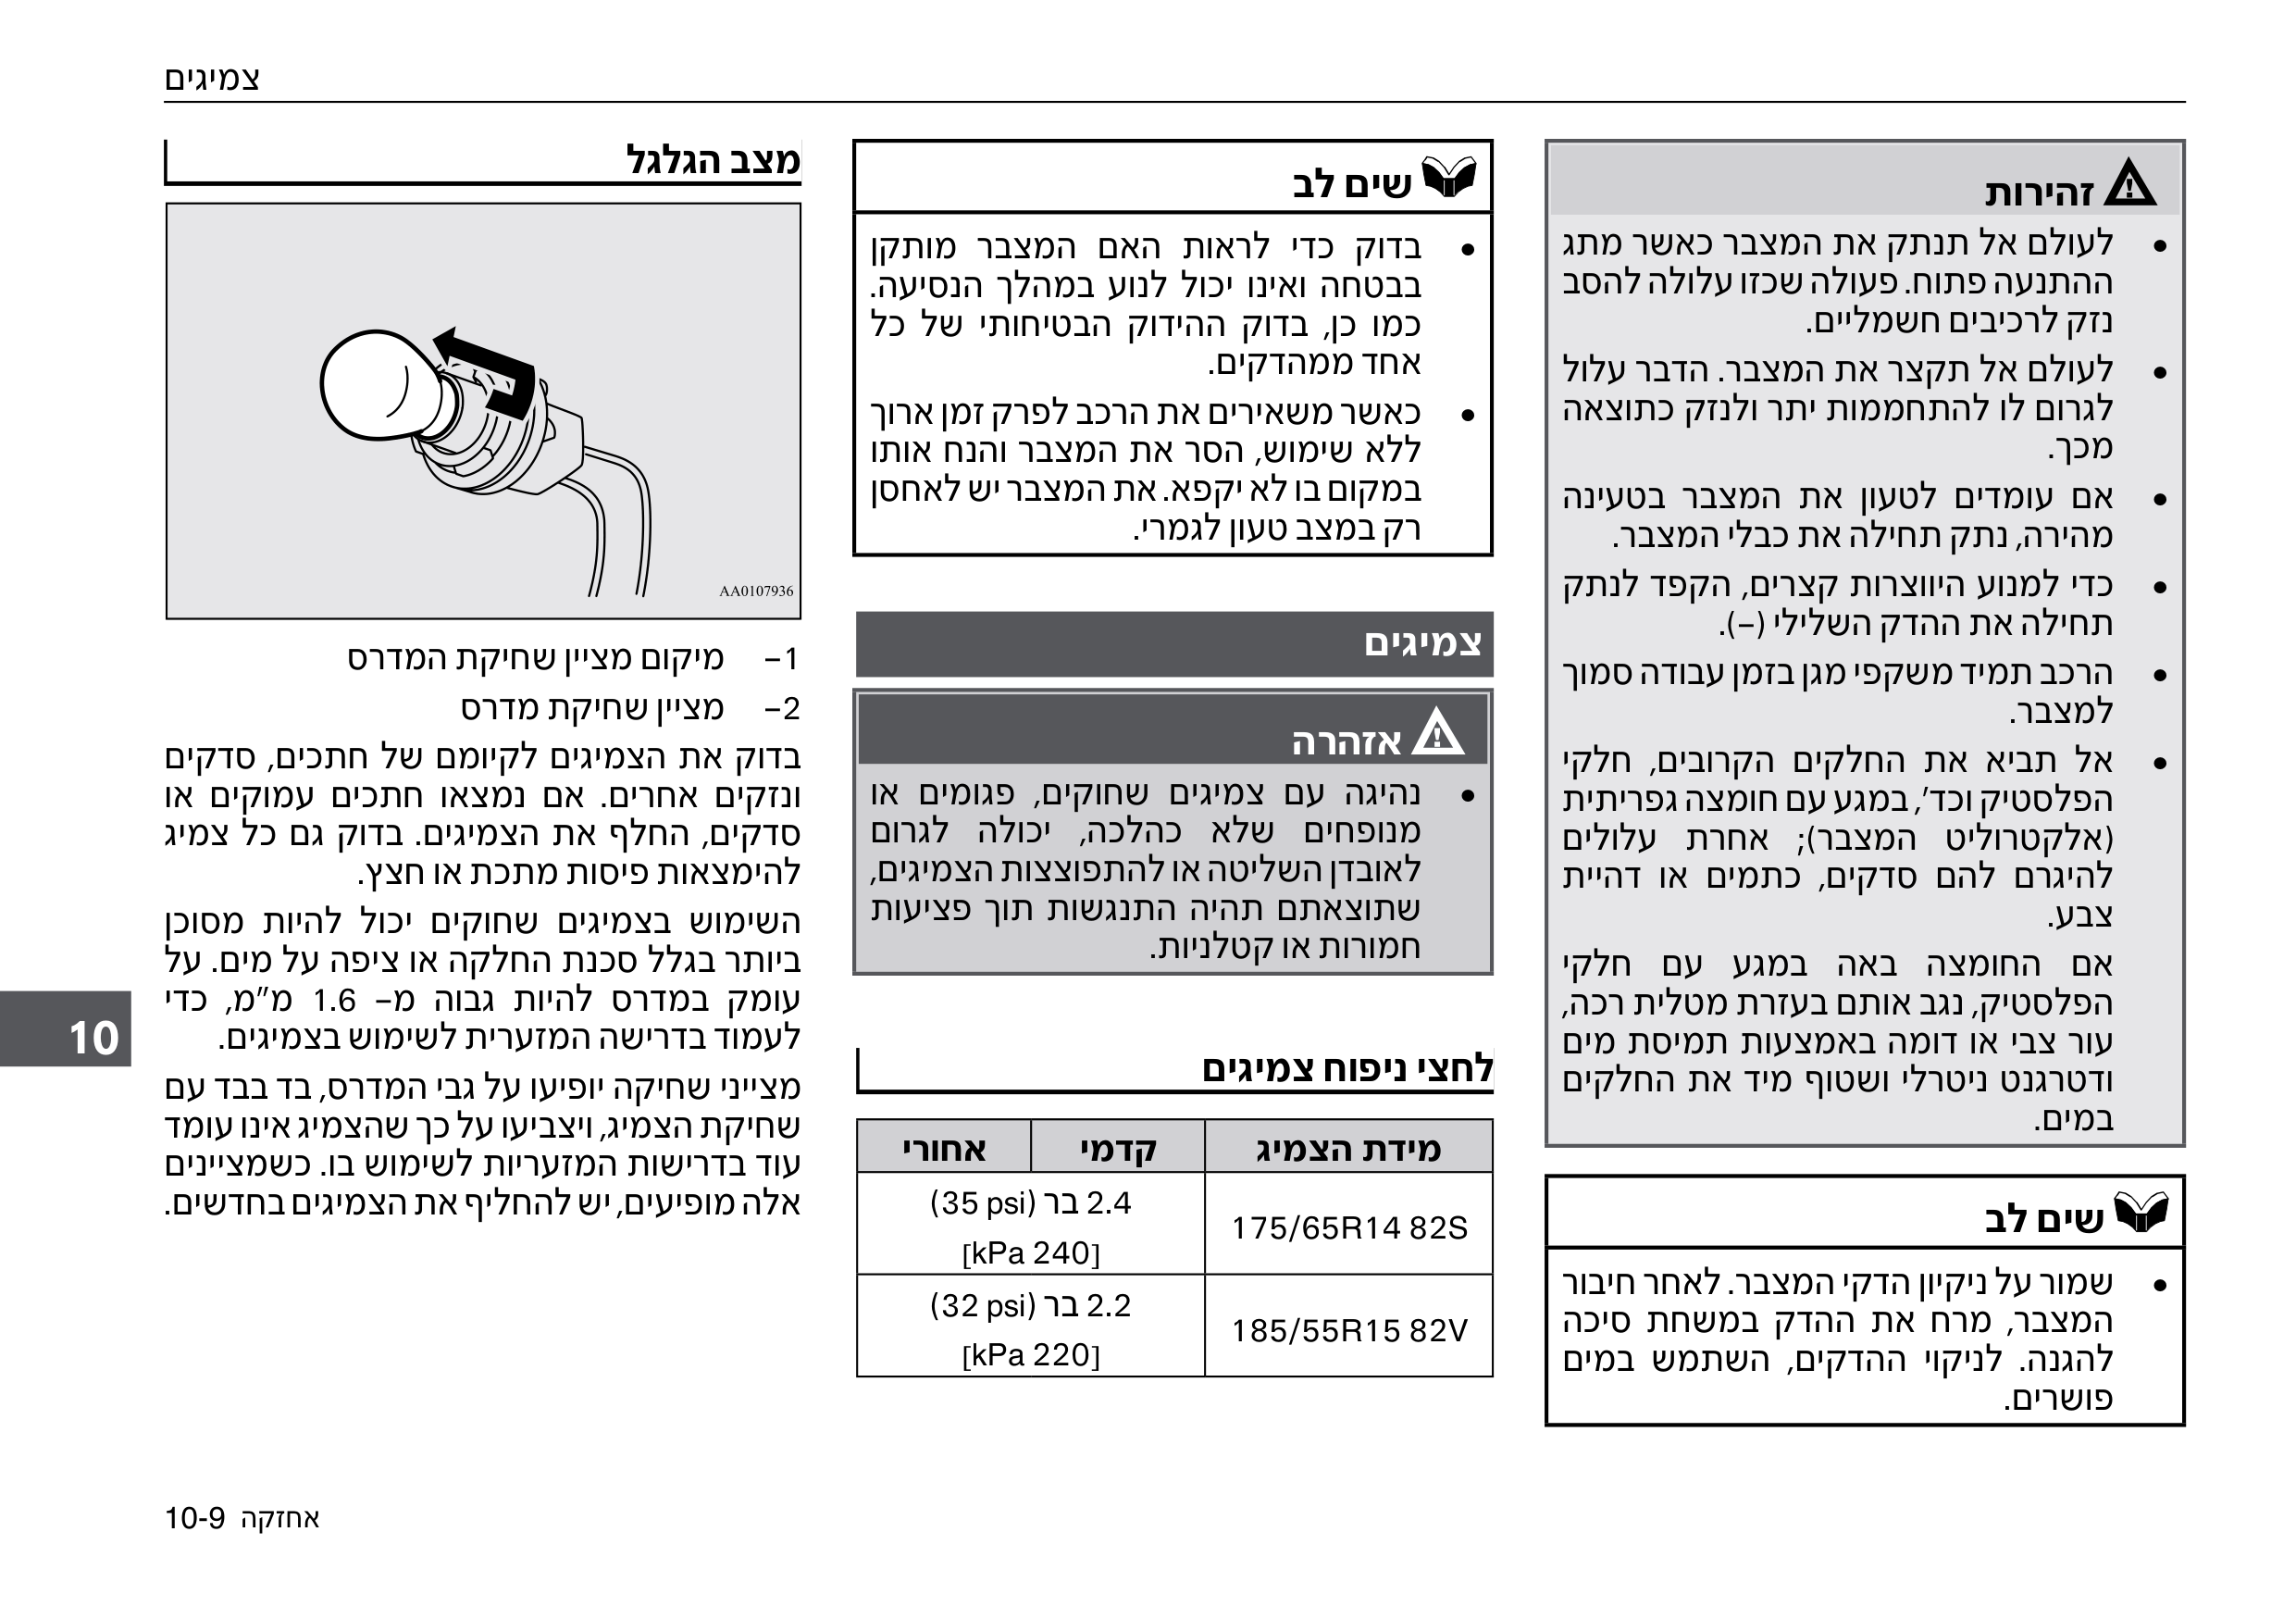 צמיגים
זהירות
• לעולם אל תנתק את המצבר כאשר מתג
ההתנעה פתוח. פעולה שכזו עלולה להסב
נזק לרכיבים חשמליים.
• לעולם אל תקצר את המצבר. הדבר עלול
לגרום לו להתחממות יתר ולנזק כתוצאה
מכך.
• אם עומדים לטעון את המצבר בטעינה
מהירה, נתק תחילה את כבלי המצבר.
• כדי למנוע היווצרות קצרים, הקפד לנתק
תחילה את ההדק השלילי (–).
• הרכב תמיד משקפי מגן בזמן עבודה סמוך
למצבר.
• אל תביא את החלקים הקרובים, חלקי
הפלסטיק וכד', במגע עם חומצה גפריתית
(אלקטרוליט המצבר); אחרת עלולים
להיגרם להם סדקים, כתמים או דהיית
צבע.
אם החומצה באה במגע עם חלקי
הפלסטיק, נגב אותם בעזרת מטלית רכה,
עור צבי או דומה באמצעות תמיסת מים
ודטרגנט ניטרלי ושטוף מיד את החלקים
במים.
שים לב
• שמור על ניקיון הדקי המצבר. לאחר חיבור
המצבר, מרח את ההדק במשחת סיכה
להגנה. לניקוי ההדקים, השתמש במים
פושרים.
שים לב
• בדוק כדי לראות האם המצבר מותקן
בבטחה ואינו יכול לנוע במהלך הנסיעה.
כמו כן, בדוק ההידוק הבטיחותי של כל
אחד ממהדקים.
• כאשר משאירים את הרכב לפרק זמן ארוך
ללא שימוש, הסר את המצבר והנח אותו
במקום בו לא יקפא. את המצבר יש לאחסן
רק במצב טעון לגמרי.
צמיגים
אזהרה
• נהיגה עם צמיגים שחוקים, פגומים או
מנופחים שלא כהלכה, יכולה לגרום
לאובדן השליטה או להתפוצצות הצמיגים,
שתוצאתם תהיה התנגשות תוך פציעות
חמורות או קטלניות.
לחצי ניפוח צמיגים
מידת הצמיג קדמי אחורי
175/65R14 82S
2.4 בר (35 psi)
[240 kPa]
185/55R15 82V
2.2 בר (32 psi)
[220 kPa]
מצב הגלגל
AA0107936
1– מיקום מציין שחיקת המדרס
2– מציין שחיקת מדרס
בדוק את הצמיגים לקיומם של חתכים, סדקים
ונזקים אחרים. אם נמצאו חתכים עמוקים או
סדקים, החלף את הצמיגים. בדוק גם כל צמיג
להימצאות פיסות מתכת או חצץ.
השימוש בצמיגים שחוקים יכול להיות מסוכן
ביותר בגלל סכנת החלקה או ציפה על מים. על
עומק במדרס להיות גבוה מ– 1.6 מ"מ, כדי
לעמוד בדרישה המזערית לשימוש בצמיגים.
מצייני שחיקה יופיעו על גבי המדרס, בד בבד עם
שחיקת הצמיג, ויצביעו על כך שהצמיג אינו עומד
עוד בדרישות המזעריות לשימוש בו. כשמציינים
אלה מופיעים, יש להחליף את הצמיגים בחדשים.
10
אחזקה 10-9